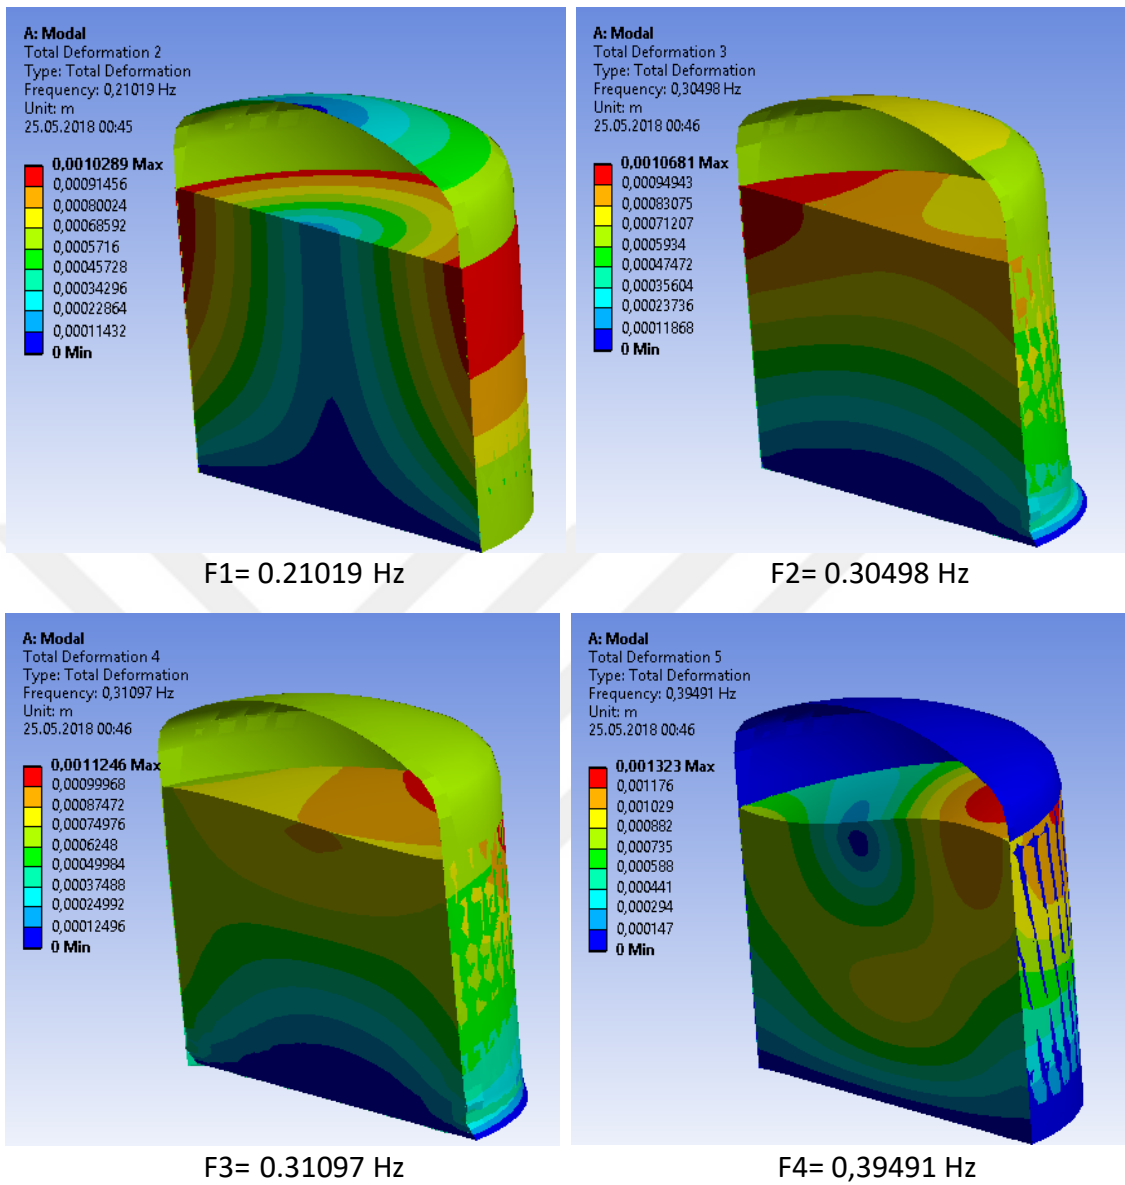 A: Modal
Total Deformation 2
Type: Total Deformation
Frequency: 0,21019 Hz
Unit: m
25.05.2018 00:45
0,0010289 Max
0,00091456
0,00080024
0,00068592
0,0005716
0,00045728
0,00034296
0,00022864
0,00011432
0 Min
F1= 0.21019 Hz
A: Modal
Total Deformation 3
Type: Total Deformation
Frequency: 0,30498 Hz
Unit: m
25.05.2018 00:46
0,0010681 Max
0,00094943
0,00083075
0,00071207
0,0005934
0,00047472
0,00035604
0,00023736
0,00011868
0 Min
F2= 0.30498 Hz
A: Modal
Total Deformation 4
Type: Total Deformation
Frequency: 0,31097 Hz
Unit: m
25.05.2018 00:46
0,0011246 Max
0,00099968
0,00087472
0,00074976
0,0006248
0,00049984
0,00037488
0,00024992
0,00012496
0 Min
F3= 0.31097 Hz
A: Modal
Total Deformation 5
Type: Total Deformation
Frequency: 0,39491 Hz
Unit: m
25.05.2018 00:46
0,001323 Max
0,001176
0,001029
0,000882
0,000735
0,000588
0,000441
0,000294
0,000147
0 Min
F4= 0,39491 Hz